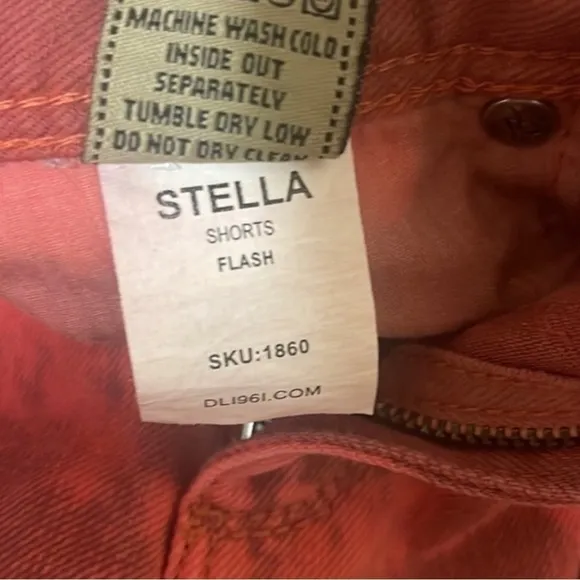 MACHINE WASH COLD
INSIDE OUT
SEPARATELY
TUMBLE DRY LOW
DO NOT DRY CLEAN
STELLA
SHORTS
FLASH
SKU:1860
DL1961.COM